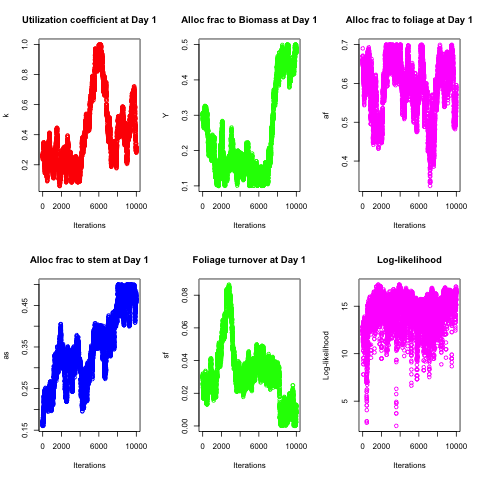 Utilization coefficient at Day 1
k
0.2 0.4 0.6 0.8 1.0
0 2000 6000 10000
Iterations
Alloc frac to Biomass at Day 1
Y
0.1 0.2 0.3 0.4 0.5
0 2000 6000 10000
Iterations
Alloc frac to foliage at Day 1
af
0.4 0.5 0.6 0.7
0 2000 6000 10000
Iterations
Alloc frac to stem at Day 1
as
0.15 0.25 0.35 0.45
0 2000 6000 10000
Iterations
Foliage turnover at Day 1
sf
0.00 0.02 0.04 0.06 0.08
0 2000 6000 10000
Iterations
Log-likelihood
Log-likelihood
5 10 15
0 2000 6000 10000
Iterations